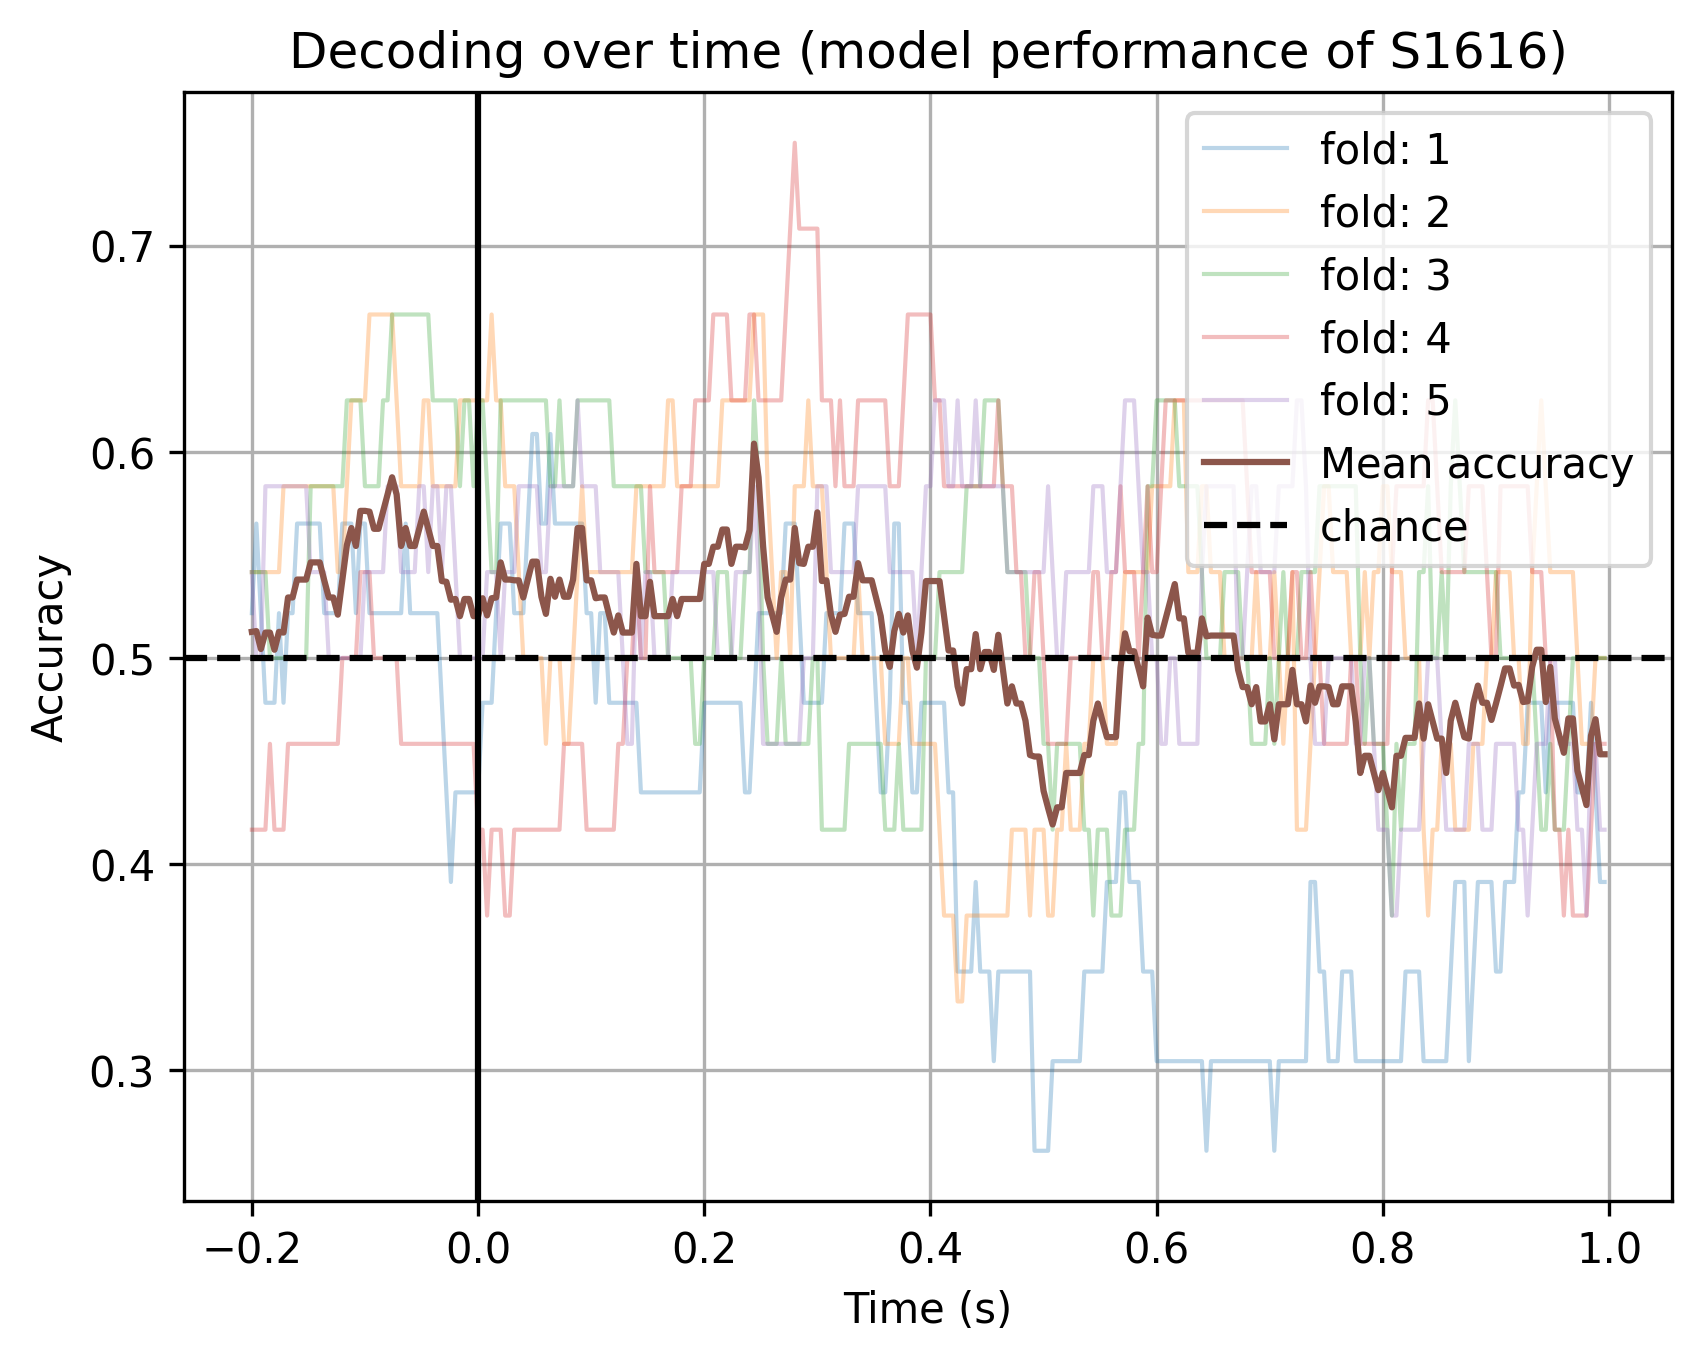 Decoding over time (model performance of S1616)
fold: 1
fold: 2
fold: 3
fold: 4
fold: 5
Mean accuracy
chance
Accuracy
0.7
0.6
0.5
0.4
0.3
−0.2 0.0 0.2 0.4 0.6 0.8 1.0
Time (s)